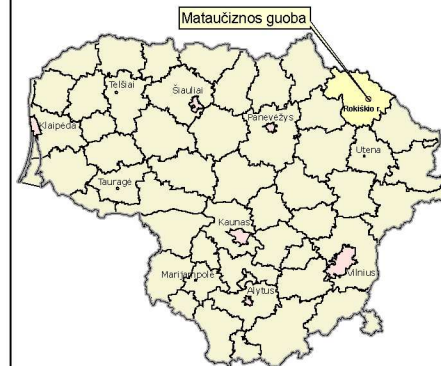 Mataučiznos guoba
Rokiškio r.
Telšiai
Šiauliai
Panevėžys
Klaipėda
Utena
Tauragė
Kaunas
Marijampolė
Vilnius
Alytus